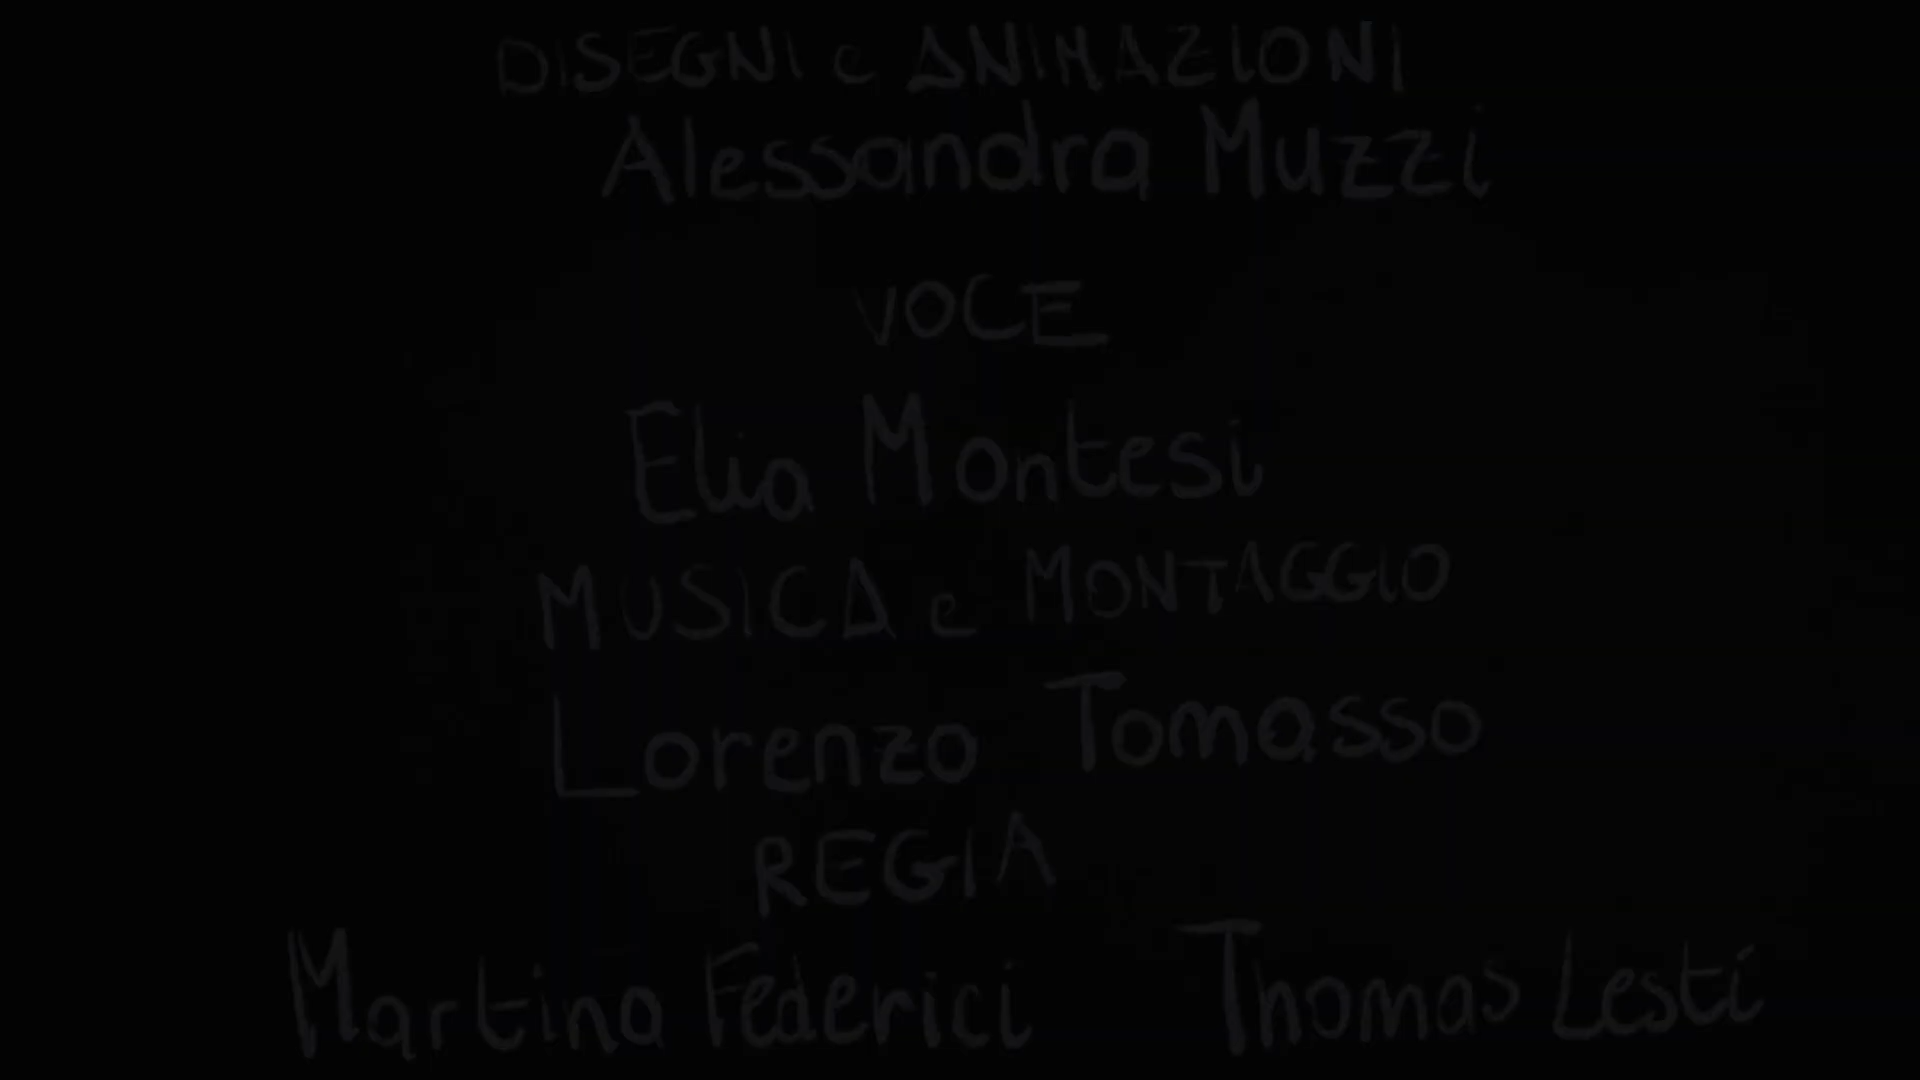 DISEGNI e ANIMAZIONI
Alessandra Muzzi
VOCE
Elia Montesi
MUSICA e MONTAGGIO
Lorenzo Tomasso
REGIA
Martina Federici Thomas Lesti